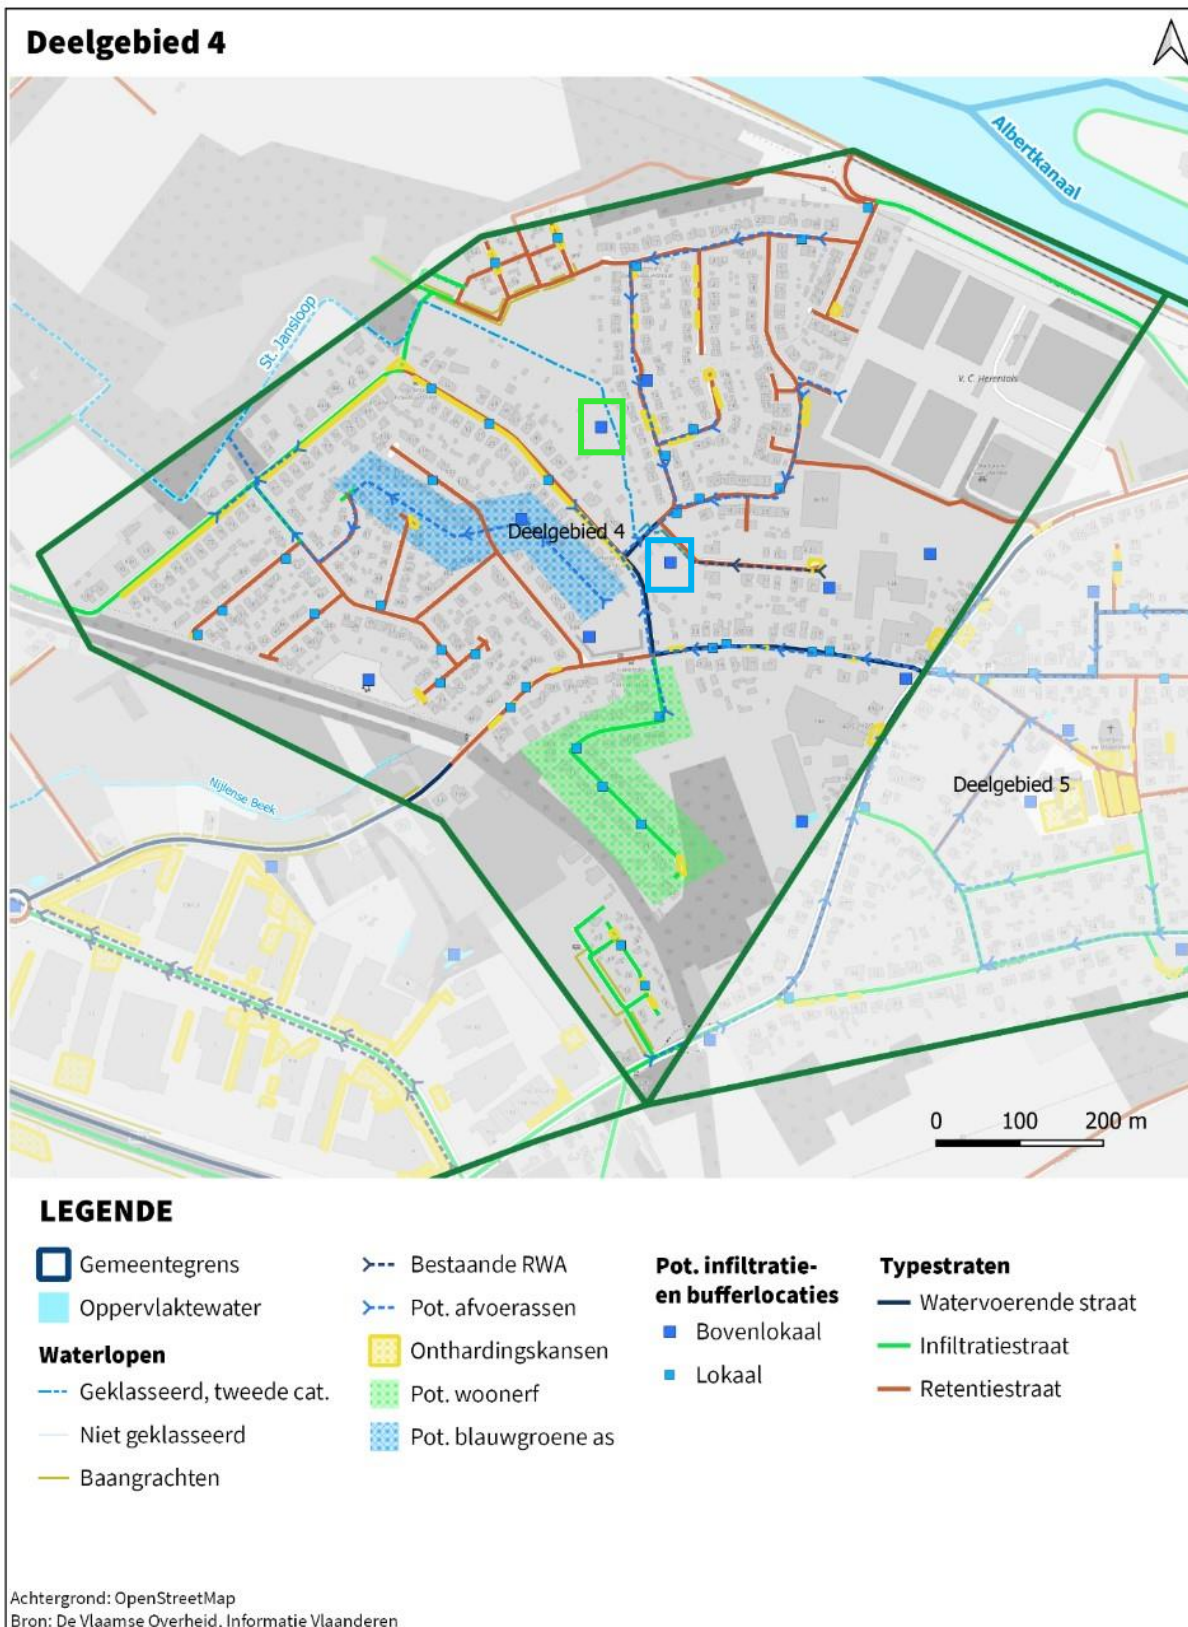 Deelgebied 4
Albertkanaal
St. Jansloop
V. C. Herentals
Deelgebied 4
Deelgebied 5
Nijlense Beek
0 100 200 m
LEGENDE
Gemeentegrens
Oppervlaktewater
Waterlopen
Geklasseerd, tweede cat.
Niet geklasseerd
Baangrachten
Bestaande RWA
Pot. afvoerassen
Onthardingskansen
Pot. woonerf
Pot. blauwgroene as
Pot. infiltratie-
en bufferlocaties
Bovenlokaal
Lokaal
Typestraten
Watervoerende straat
Infiltratiestraat
Retentiestraat
Achtergrond: OpenStreetMap
Bron: De Vlaamse Overheid, Informatie Vlaanderen